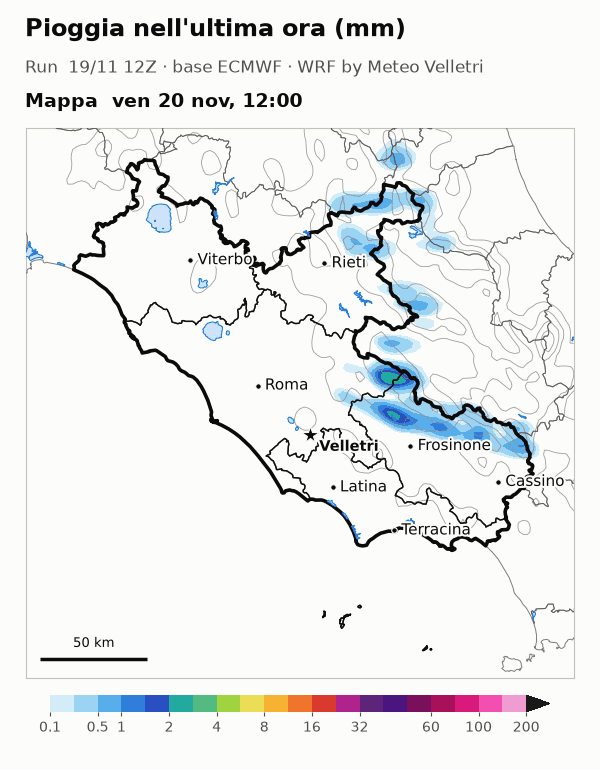 Pioggia nell'ultima ora (mm)
Run  19/11 12Z · base ECMWF · WRF by Meteo Velletri
Mappa  ven 20 nov, 12:00
Viterbo
Rieti
Roma
Velletri
Frosinone
Latina
Cassino
Terracina
50 km
0.1 0.5 1 2 4 8 16 32 60 100 200